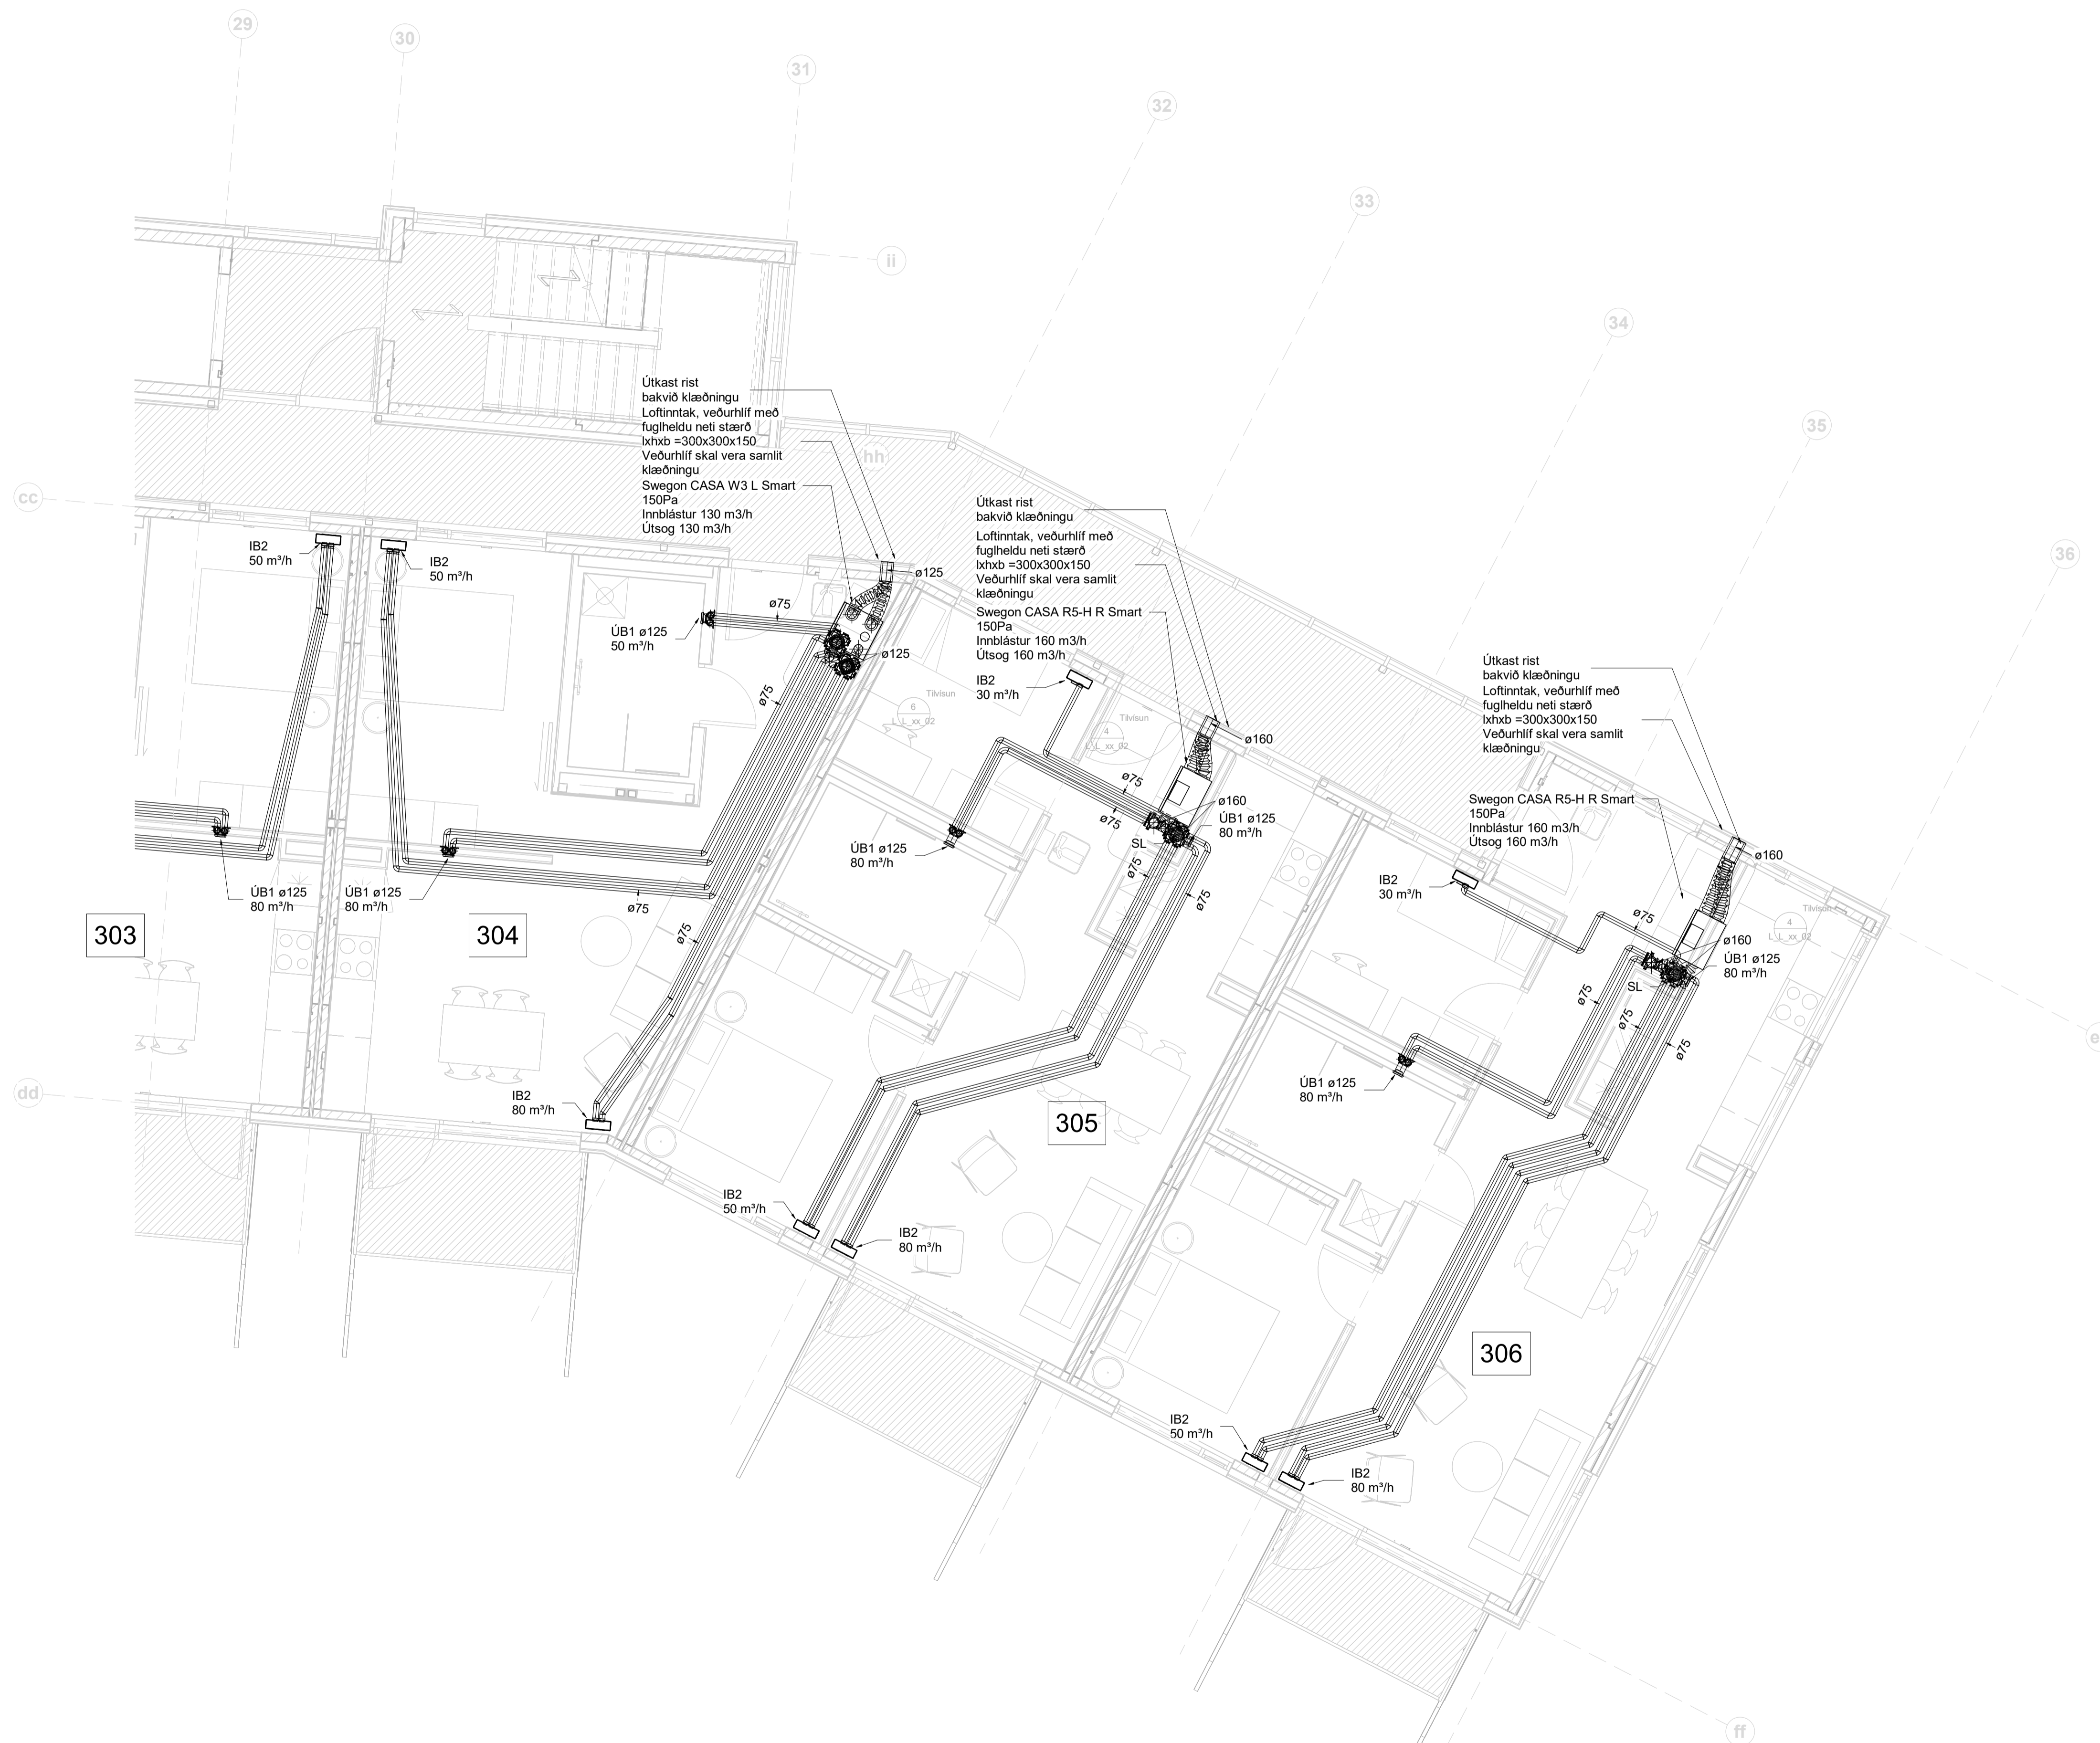 29
30
31
32
33
34
35
36
ii
hh
cc
dd
ff
e
Útkast rist
bakvið klæðningu
Loftinntak, veðurhlíf með
fuglheldu neti stærð
lxhxb =300x300x150
Veðurhlíf skal vera samlit
klæðningu
Swegon CASA W3 L Smart
150Pa
Innblástur 130 m3/h
Útsog 130 m3/h
Útkast rist
bakvið klæðningu
Loftinntak, veðurhlíf með
fuglheldu neti stærð
lxhxb =300x300x150
Veðurhlíf skal vera samlit
klæðningu
Swegon CASA R5-H R Smart
150Pa
Innblástur 160 m3/h
Útsog 160 m3/h
Útkast rist
bakvið klæðningu
Loftinntak, veðurhlíf með
fuglheldu neti stærð
lxhxb =300x300x150
Veðurhlíf skal vera samlit
klæðningu
Swegon CASA R5-H R Smart
150Pa
Innblástur 160 m3/h
Útsog 160 m3/h
IB2
50 m³/h
IB2
50 m³/h
ÚB1 ø125
50 m³/h
ø75
ø125
ø125
ø75
ÚB1 ø125
80 m³/h
ÚB1 ø125
80 m³/h
ø75
ø75
303
304
IB2
80 m³/h
IB2
30 m³/h
Tilvísun
6
L_L_xx_02
Tilvísun
4
L_L_xx_02
ø160
ø75
ø75
ø160
ÚB1 ø125
80 m³/h
SL
ÚB1 ø125
80 m³/h
ø75
ø75
305
IB2
50 m³/h
IB2
80 m³/h
IB2
30 m³/h
ø160
ø75
Tilvísun
4
L_L_xx_02
ø160
ÚB1 ø125
80 m³/h
SL
ø75
ø75
ø75
ÚB1 ø125
80 m³/h
306
IB2
50 m³/h
IB2
80 m³/h